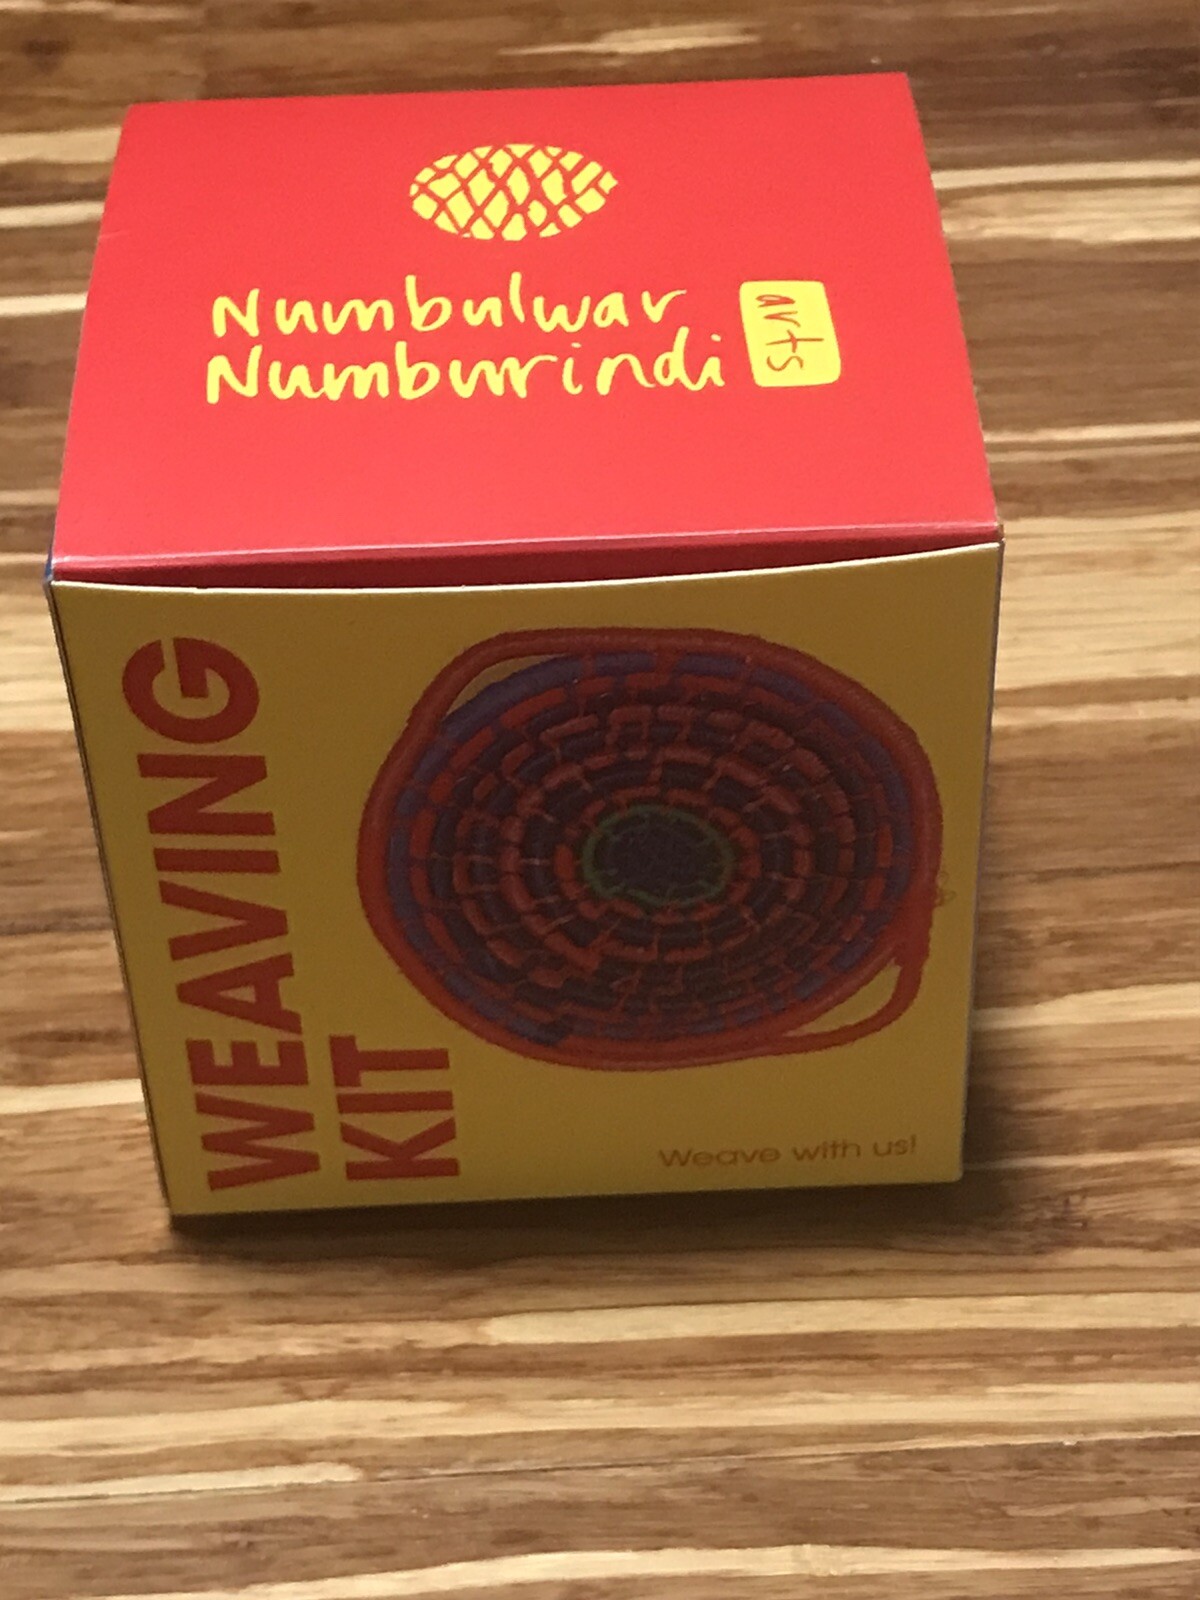 Numbulwar
Numburindi
arts
WEAVING
KIT
Weave with us!